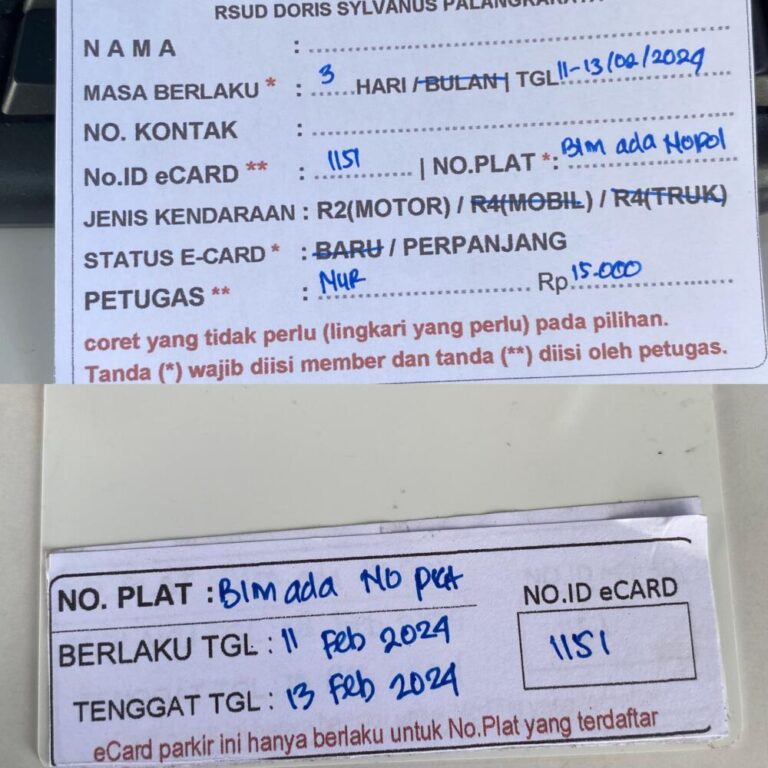 RSUD DORIS SYLVANUS PALANGKARAYA
NAMA :
MASA BERLAKU * : 3 HARI / BULAN | TGL 11-13/02/2024
NO. KONTAK :
No.ID eCARD ** : 1151 | NO.PLAT *: Blm ada Nopol
JENIS KENDARAAN : R2(MOTOR) / R4(MOBIL) / R4(TRUK)
STATUS E-CARD * : BARU / PERPANJANG
PETUGAS ** : NUR Rp 15.000
coret yang tidak perlu (lingkari yang perlu) pada pilihan.
Tanda (*) wajib diisi member dan tanda (**) diisi oleh petugas.
NO. PLAT : Blm ada No
BERLAKU TGL : 11 Feb 2024
TENGGAT TGL : 13 Feb 2024
NO.ID eCARD
1151
eCard parkir ini hanya berlaku untuk No.Plat yang terdaftar